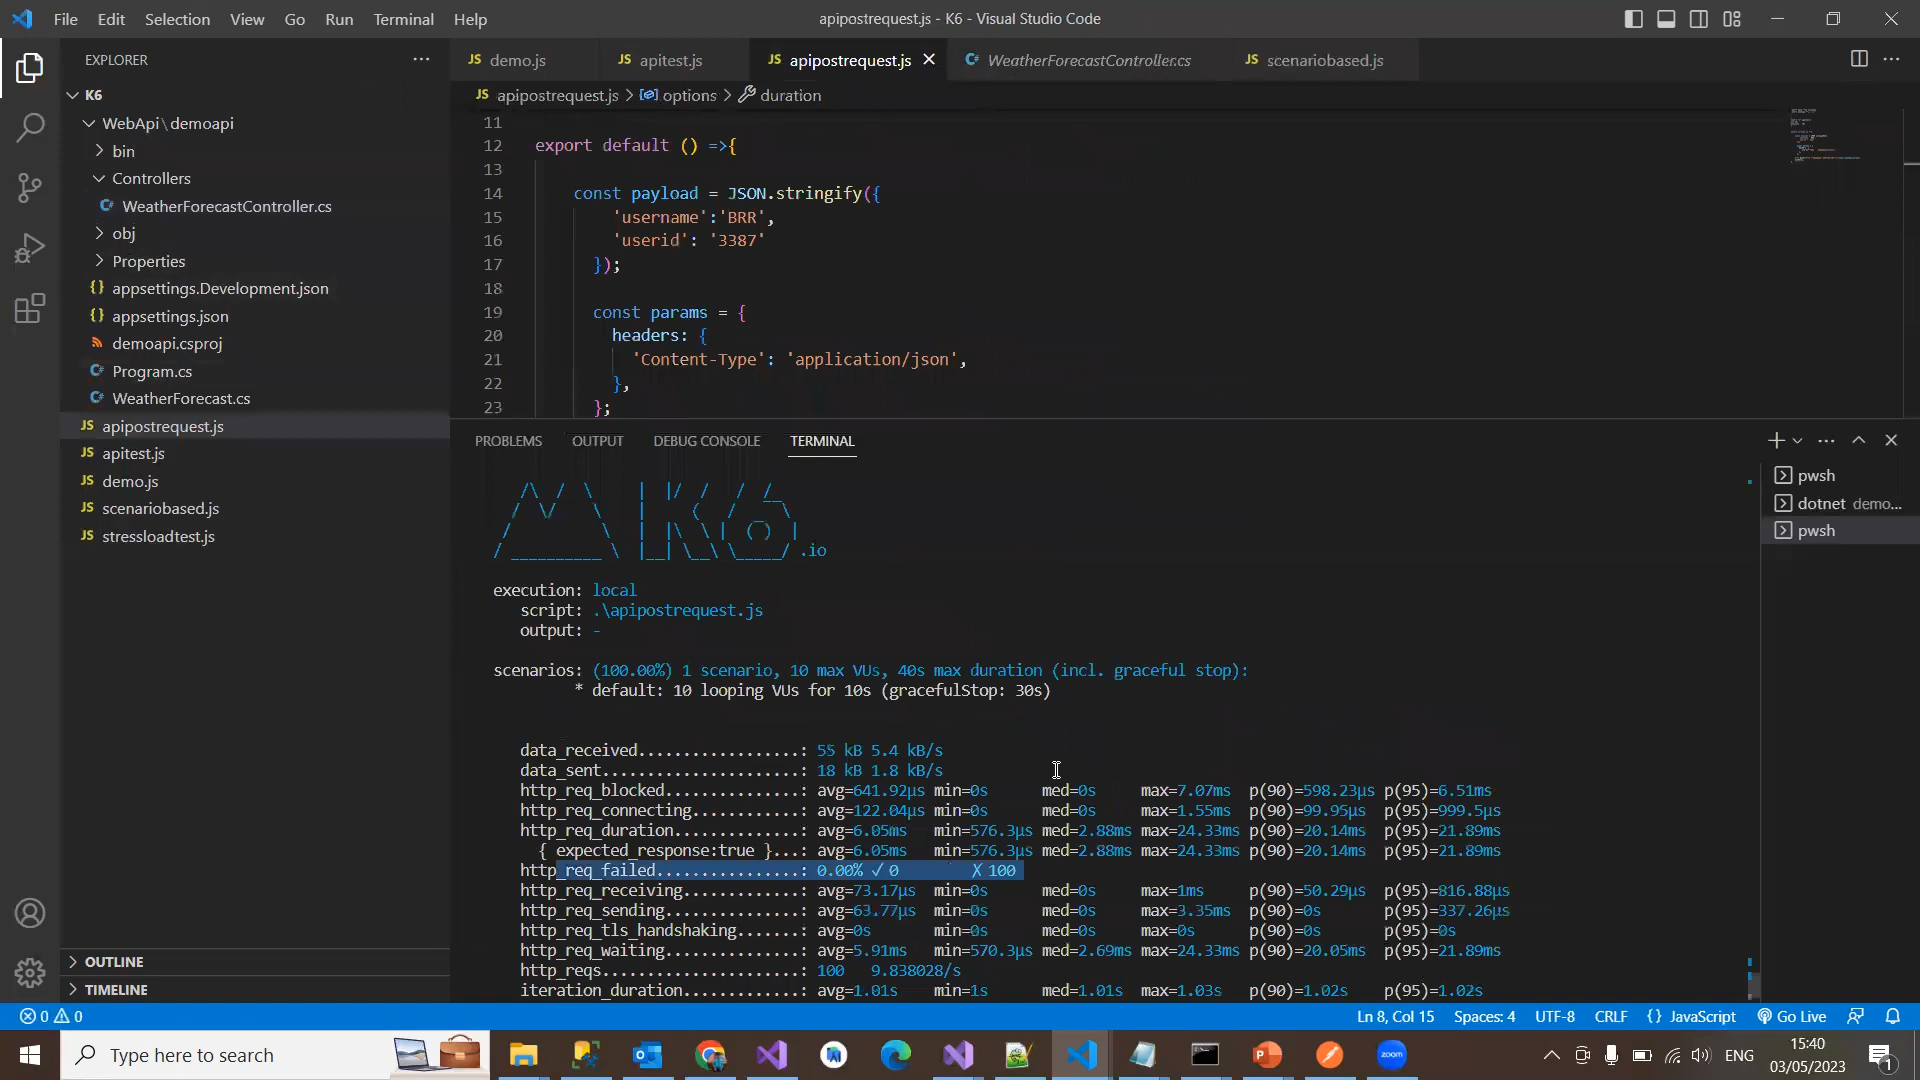 File Edit Selection View Go Run Terminal Help
apipostrequest.js - K6 - Visual Studio Code
EXPLORER
K6
WebApi\demoapi
bin
Controllers
WeatherForecastController.cs
obj
Properties
appsettings.Development.json
appsettings.json
demoapi.csproj
Program.cs
WeatherForecast.cs
JS apipostrequest.js
JS apitest.js
JS demo.js
JS scenariobased.js
JS stressloadtest.js
OUTLINE
TIMELINE
JS demo.js
JS apitest.js
JS apipostrequest.js
WeatherForecastController.cs
JS scenariobased.js
JS apipostrequest.js > options > duration
11
12 export default () =>{
13
14 const payload = JSON.stringify({
15 'username':'BRR',
16 'userid': '3387'
17 });
18
19 const params = {
20 headers: {
21 'Content-Type': 'application/json',
22 },
23 };
PROBLEMS OUTPUT DEBUG CONSOLE TERMINAL
pwsh
dotnet demo...
pwsh
/\ / \ | |/ / / /_
/ \/ \ | ( / _ \
/ \ | |\ \ | ( ) |
/ __________ \ |__| \__\ \_____/ .io
execution: local
script: .\apipostrequest.js
output: -
scenarios: (100.00%) 1 scenario, 10 max VUs, 40s max duration (incl. graceful stop):
* default: 10 looping VUs for 10s (gracefulStop: 30s)
data_received..................: 55 kB 5.4 kB/s
data_sent......................: 18 kB 1.8 kB/s
http_req_blocked...............: avg=641.92µs min=0s med=0s max=7.07ms p(90)=598.23µs p(95)=6.51ms
http_req_connecting............: avg=122.04µs min=0s med=0s max=1.55ms p(90)=99.95µs p(95)=999.5µs
http_req_duration..............: avg=6.05ms min=576.3µs med=2.88ms max=24.33ms p(90)=20.14ms p(95)=21.89ms
{ expected_response:true }...: avg=6.05ms min=576.3µs med=2.88ms max=24.33ms p(90)=20.14ms p(95)=21.89ms
http_req_failed................: 0.00% ✓ 0 ✗ 100
http_req_receiving.............: avg=73.17µs min=0s med=0s max=1ms p(90)=50.29µs p(95)=816.88µs
http_req_sending...............: avg=63.77µs min=0s med=0s max=3.35ms p(90)=0s p(95)=337.26µs
http_req_tls_handshaking.......: avg=0s min=0s med=0s max=0s p(90)=0s p(95)=0s
http_req_waiting...............: avg=5.91ms min=570.3µs med=2.69ms max=24.33ms p(90)=20.05ms p(95)=21.89ms
http_reqs......................: 100 9.838028/s
iteration_duration.............: avg=1.01s min=1s med=1.01s max=1.03s p(90)=1.02s p(95)=1.02s
0 0
Ln 8, Col 15 Spaces: 4 UTF-8 CRLF {} JavaScript Go Live
Type here to search
zoom
ENG
15:40
03/05/2023
1